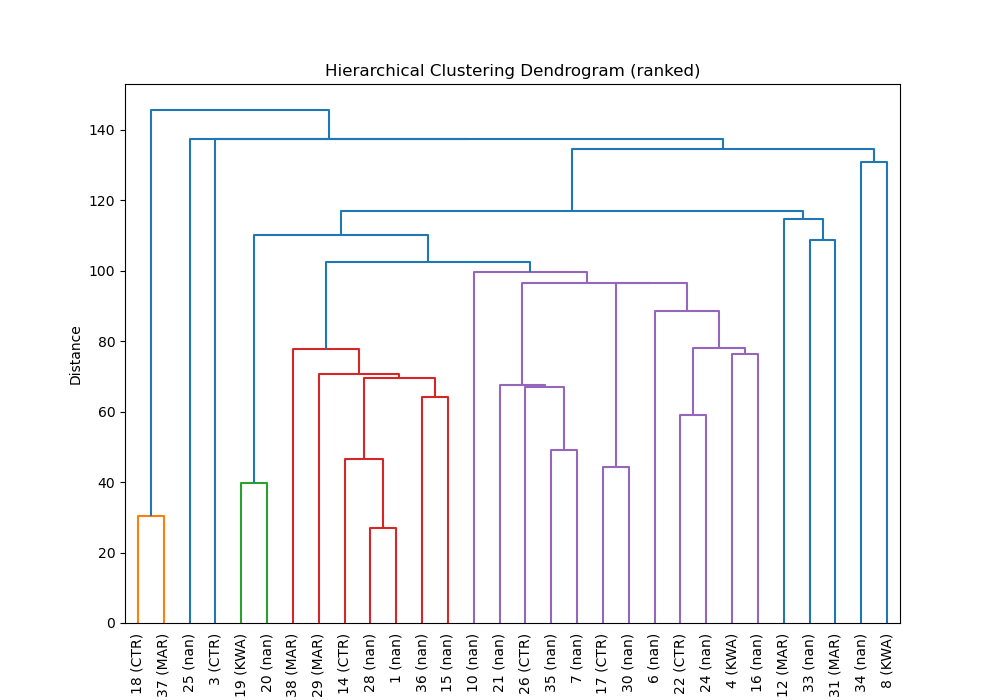 Hierarchical Clustering Dendrogram (ranked)
Distance
140
120
100
80
60
40
20
0
18 (CTR)
37 (MAR)
25 (nan)
3 (CTR)
19 (KWA)
20 (nan)
38 (MAR)
29 (MAR)
14 (CTR)
28 (nan)
1 (nan)
36 (nan)
15 (nan)
10 (nan)
21 (nan)
26 (CTR)
35 (nan)
7 (nan)
17 (CTR)
30 (nan)
6 (nan)
22 (CTR)
24 (nan)
4 (KWA)
16 (nan)
12 (MAR)
33 (nan)
31 (MAR)
34 (nan)
8 (KWA)